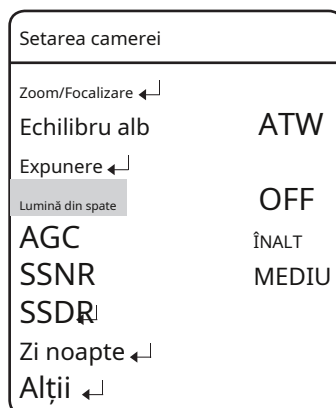 Setarea camerei
Zoom/Focalizare ↵
Echilibru alb ATW
Expunere ↵
Lumină din spate OFF
AGC ÎNALT
SSNR MEDIU
SSDR ↵
Zi noapte ↵
Alții ↵